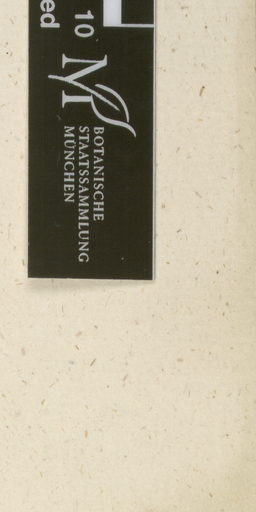 10
ed
BOTANISCHE
STAATSSAMMLUNG
MÜNCHEN